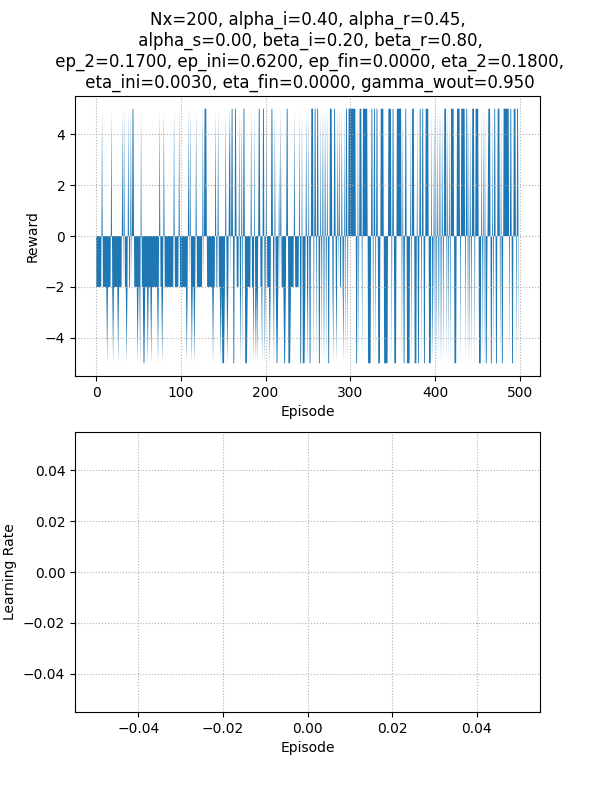 Nx=200, alpha_i=0.40, alpha_r=0.45,
alpha_s=0.00, beta_i=0.20, beta_r=0.80,
ep_2=0.1700, ep_ini=0.6200, ep_fin=0.0000, eta_2=0.1800,
eta_ini=0.0030, eta_fin=0.0000, gamma_wout=0.950
4
2
0
−2
−4
Reward
0 100 200 300 400 500
Episode
0.04
0.02
0.00
−0.02
−0.04
Learning Rate
−0.04 −0.02 0.00 0.02 0.04
Episode